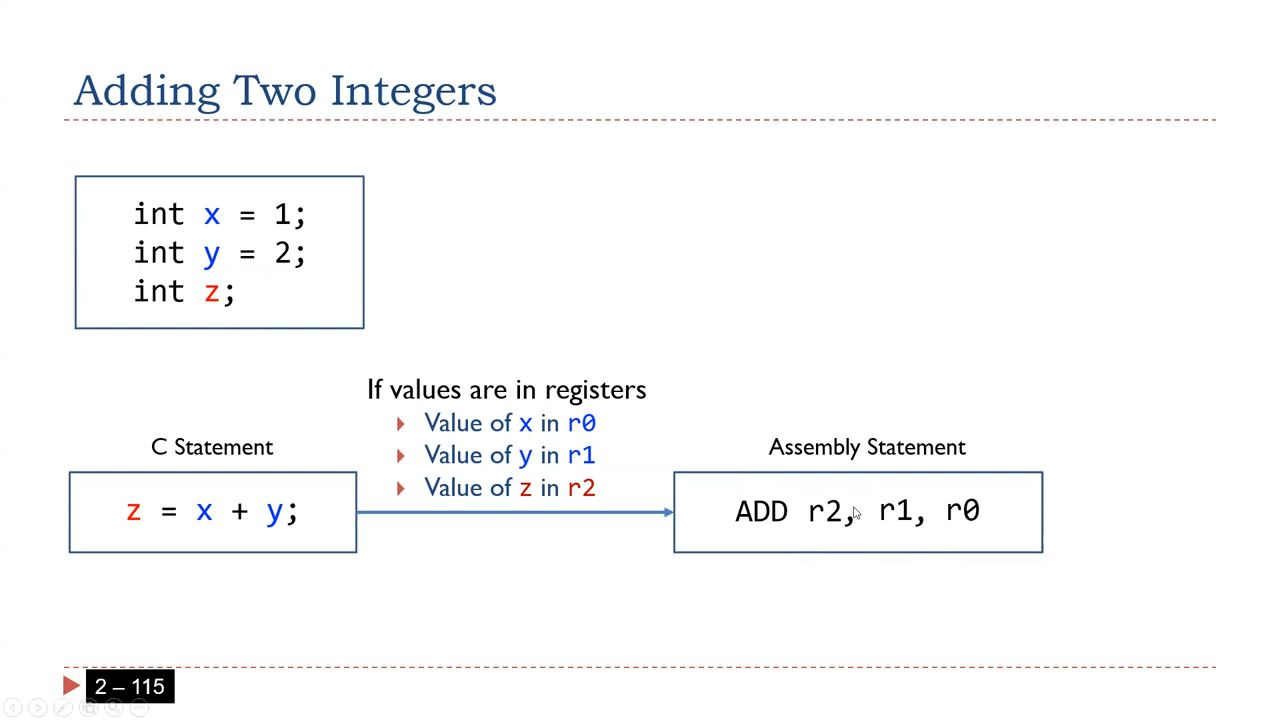 Adding Two Integers
int x = 1;
int y = 2;
int z;
If values are in registers
Value of x in r0
Value of y in r1
Value of z in r2
C Statement
z = x + y;
Assembly Statement
ADD r2, r1, r0
2 – 115